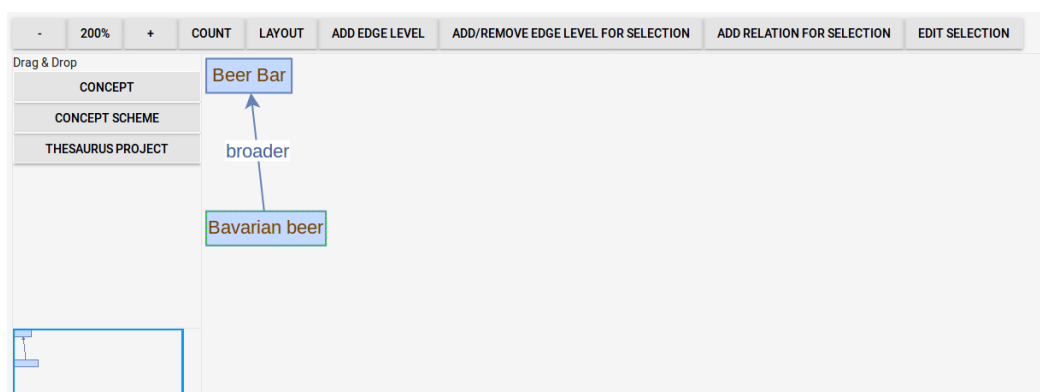 - 200% + COUNT LAYOUT ADD EDGE LEVEL ADD/REMOVE EDGE LEVEL FOR SELECTION ADD RELATION FOR SELECTION EDIT SELECTION
Drag & Drop
CONCEPT
CONCEPT SCHEME
THESAURUS PROJECT
Beer Bar
broader
Bavarian beer